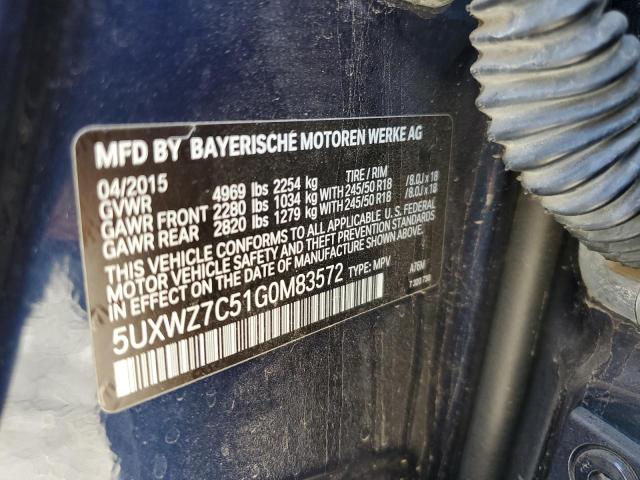 MFD BY BAYERISCHE MOTOREN WERKE AG
04/2015 TIRE / RIM
GVWR 4969 lbs 2254 kg
GAWR FRONT 2280 lbs 1034 kg WITH 245/50 R18 /8.0J x 18
GAWR REAR 2820 lbs 1279 kg WITH 245/50 R18 /8.0J x 18
THIS VEHICLE CONFORMS TO ALL APPLICABLE U. S. FEDERAL
MOTOR VEHICLE SAFETY AND THEFT PREVENTION STANDARDS
IN EFFECT ON THE DATE OF MANUFACTURE SHOWN ABOVE.
5UXWZ7C51G0M83572 TYPE: MPV A76M